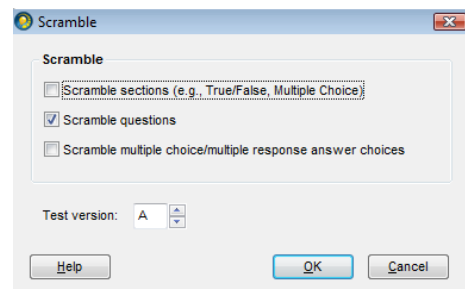 Scramble
Scramble
Scramble sections (e.g., True/False, Multiple Choice)
Scramble questions
Scramble multiple choice/multiple response answer choices
Test version: A
Help OK Cancel